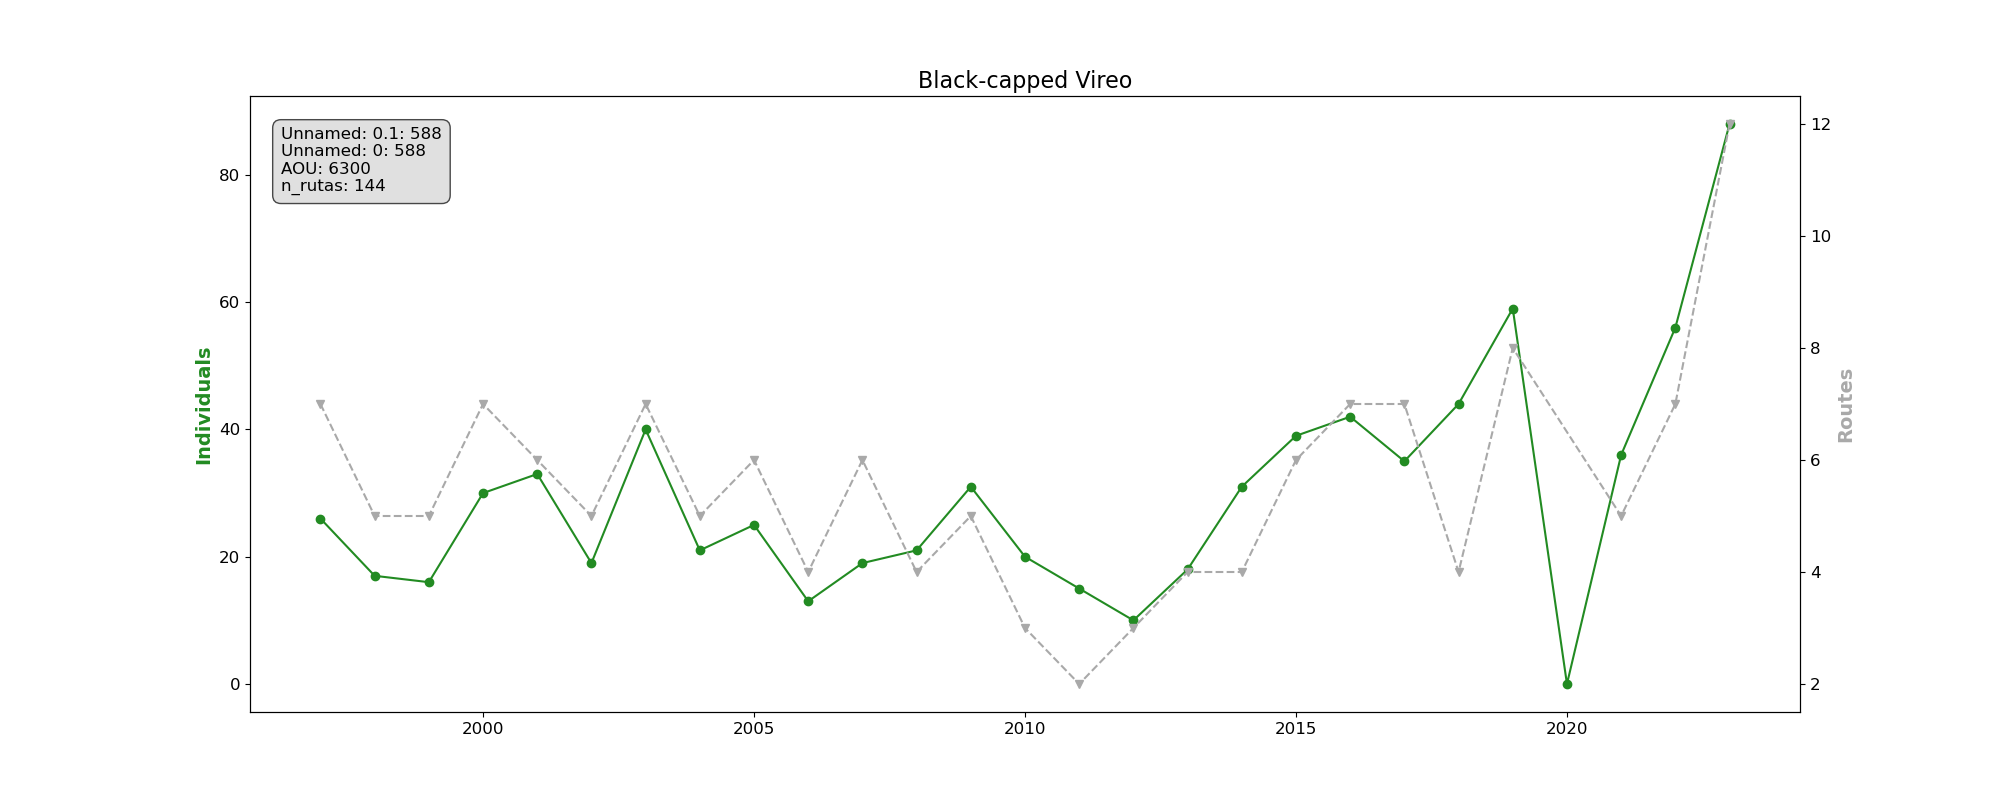 Black-capped Vireo
Unnamed: 0.1: 588
Unnamed: 0: 588
AOU: 6300
n_rutas: 144
Individuals
80
60
40
20
0
12
10
8
6
4
2
Routes
2000 2005 2010 2015 2020